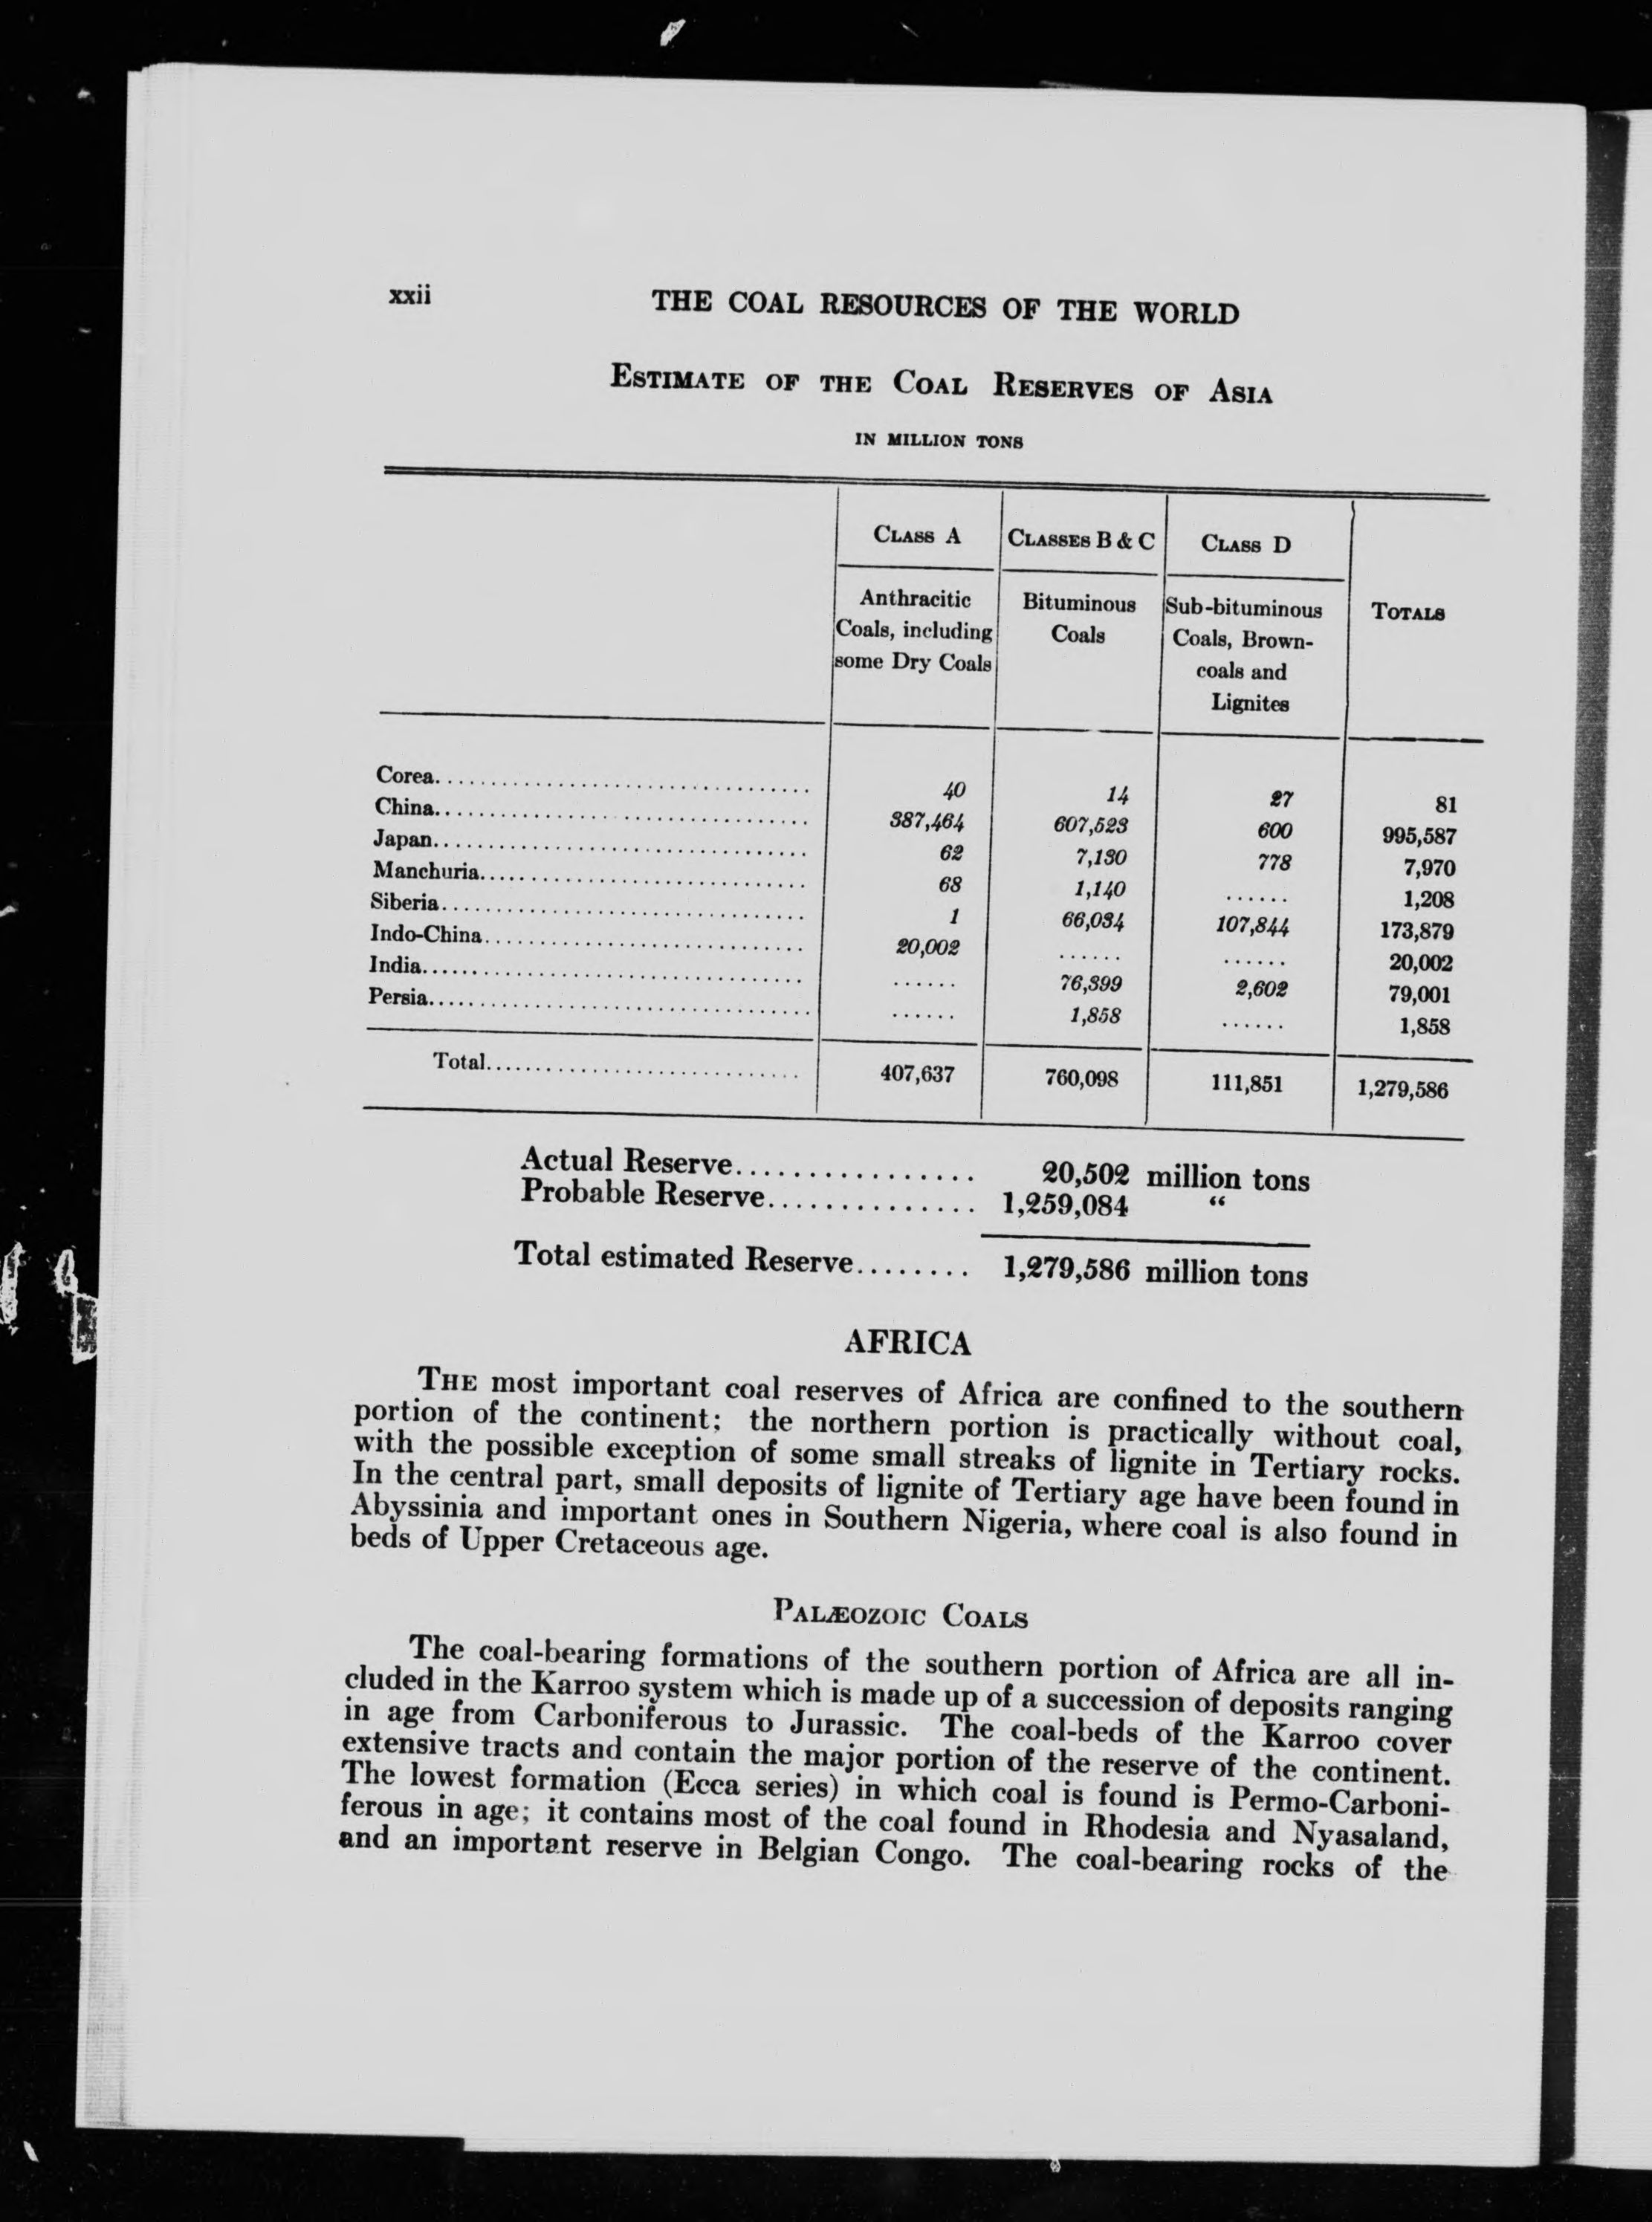 xxii THE COAL RESOURCES OF THE WORLD
ESTIMATE OF THE COAL RESERVES OF ASIA
IN MILLION TONS
CLASS A CLASSES B & C CLASS D TOTALS
Anthracitic Bituminous Sub-bituminous
Coals, including Coals Coals, Brown-
some Dry Coals coals and
Lignites
Corea.................................. 40 14 27 81
China.................................. 387,464 607,523 600 995,587
Japan.................................. 62 7,130 778 7,970
Manchuria.............................. 68 1,140 ...... 1,208
Siberia................................. 1 66,034 107,844 173,879
Indo-China............................. 20,002 ...... ...... 20,002
India................................... ...... 76,399 2,602 79,001
Persia................................... ...... 1,858 ...... 1,858
Total............................ 407,637 760,098 111,851 1,279,586
Actual Reserve................. 20,502 million tons
Probable Reserve.............. 1,259,084 “
Total estimated Reserve........ 1,279,586 million tons
AFRICA
THE most important coal reserves of Africa are confined to the southern
portion of the continent; the northern portion is practically without coal,
with the possible exception of some small streaks of lignite in Tertiary rocks.
In the central part, small deposits of lignite of Tertiary age have been found in
Abyssinia and important ones in Southern Nigeria, where coal is also found in
beds of Upper Cretaceous age.
PALÆOZOIC COALS
The coal-bearing formations of the southern portion of Africa are all in-
cluded in the Karroo system which is made up of a succession of deposits ranging
in age from Carboniferous to Jurassic. The coal-beds of the Karroo cover
extensive tracts and contain the major portion of the reserve of the continent.
The lowest formation (Ecca series) in which coal is found is Permo-Carboni-
ferous in age; it contains most of the coal found in Rhodesia and Nyasaland,
and an important reserve in Belgian Congo. The coal-bearing rocks of the